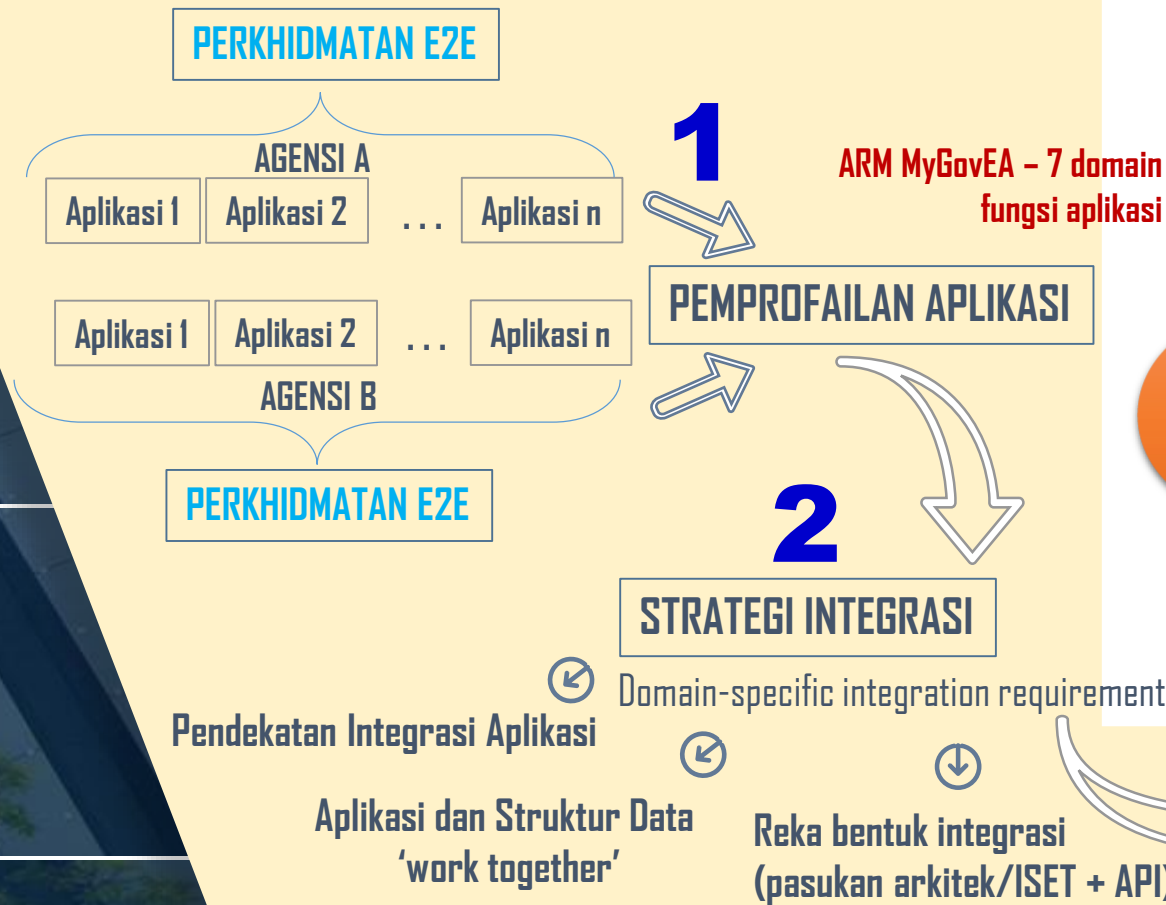 PERKHIDMATAN E2E
AGENSI A
Aplikasi 1 Aplikasi 2 ... Aplikasi n
1
ARM MyGovEA – 7 domain
fungsi aplikasi
PEMPROFAILAN APLIKASI
Aplikasi 1 Aplikasi 2 ... Aplikasi n
AGENSI B
PERKHIDMATAN E2E
2
STRATEGI INTEGRASI
Domain-specific integration requirement
Pendekatan Integrasi Aplikasi
Aplikasi dan Struktur Data
‘work together’
Reka bentuk integrasi
(pasukan arkitek/ISET + API)